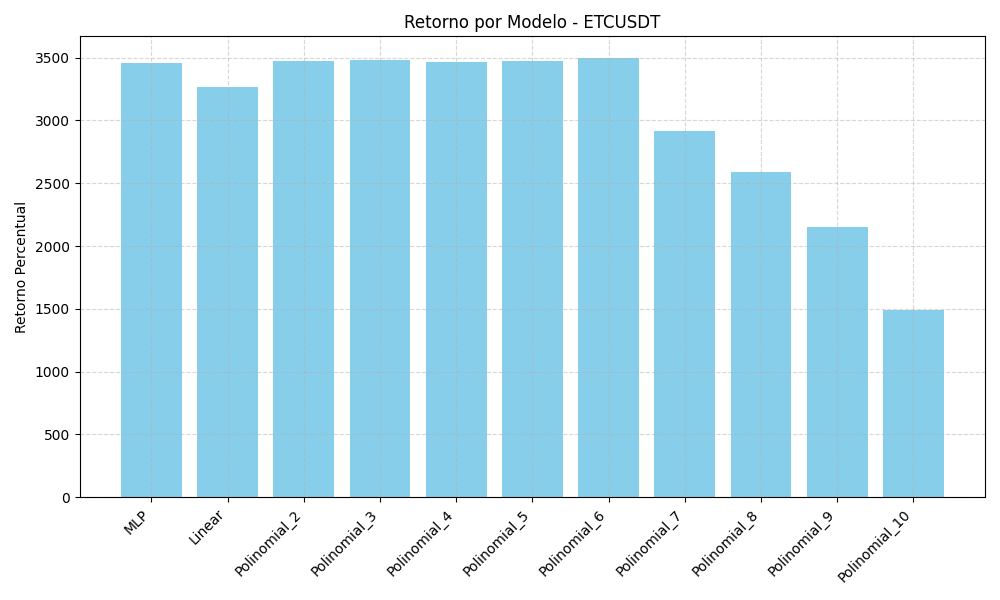 Retorno por Modelo - ETCUSDT
Retorno Percentual
3500
3000
2500
2000
1500
1000
500
0
MLP
Linear
Polinomial_2
Polinomial_3
Polinomial_4
Polinomial_5
Polinomial_6
Polinomial_7
Polinomial_8
Polinomial_9
Polinomial_10